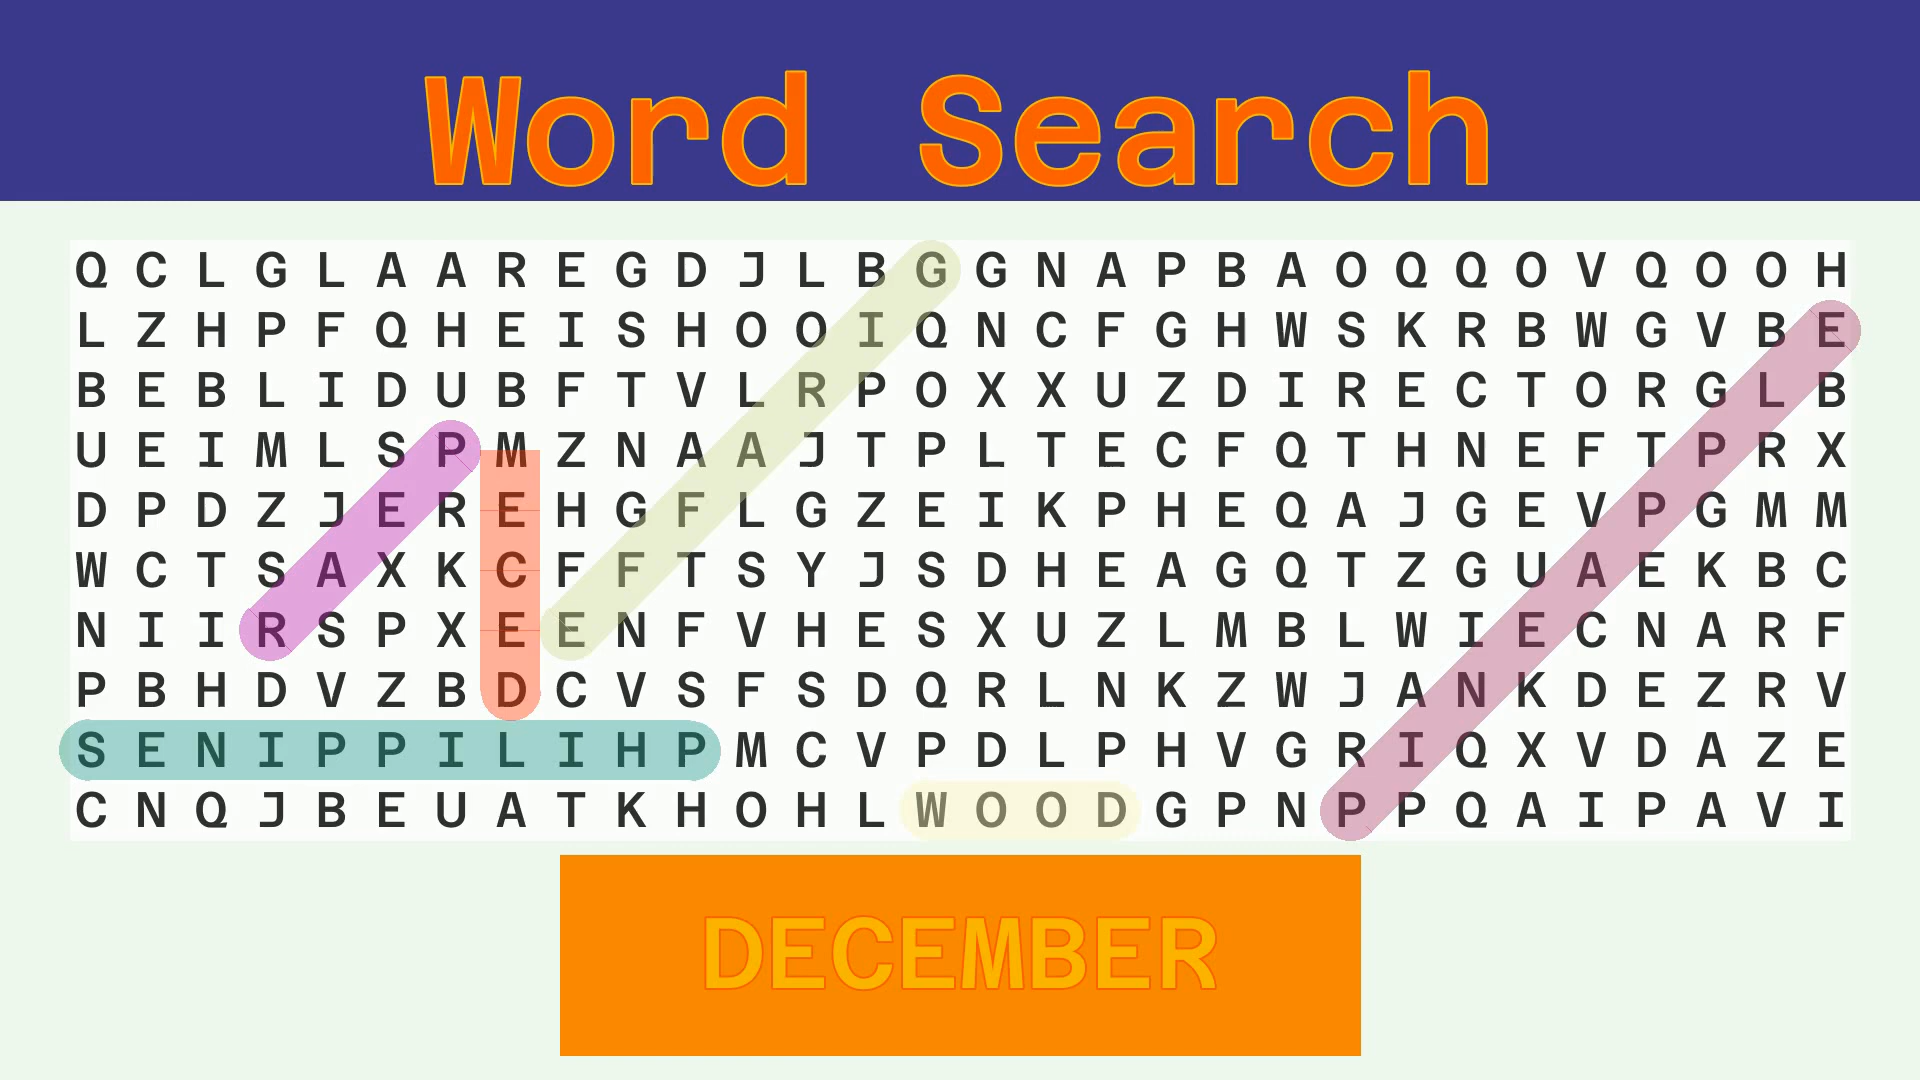 Word Search
Q C L G L A A R E G D J L B G G N A P B A O Q Q O V Q O O H
L Z H P F Q H E I S H O O I Q N C F G H W S K R B W G V B E
B E B L I D U B F T V L R P O X X U Z D I R E C T O R G L B
U E I M L S P M Z N A A J T P L T E C F Q T H N E F T P R X
D P D Z J E R E H G F L G Z E I K P H E Q A J G E V P G M M
W C T S A X K C F F T S Y J S D H E A G Q T Z G U A E K B C
N I I R S P X E E N F V H E S X U Z L M B L W I E C N A R F
P B H D V Z B D C V S F S D Q R L N K Z W J A N K D E Z R V
S E N I P P I L I H P M C V P D L P H V G R I Q X V D A Z E
C N Q J B E U A T K H O H L W O O D G P N P P Q A I P A V I
DECEMBER